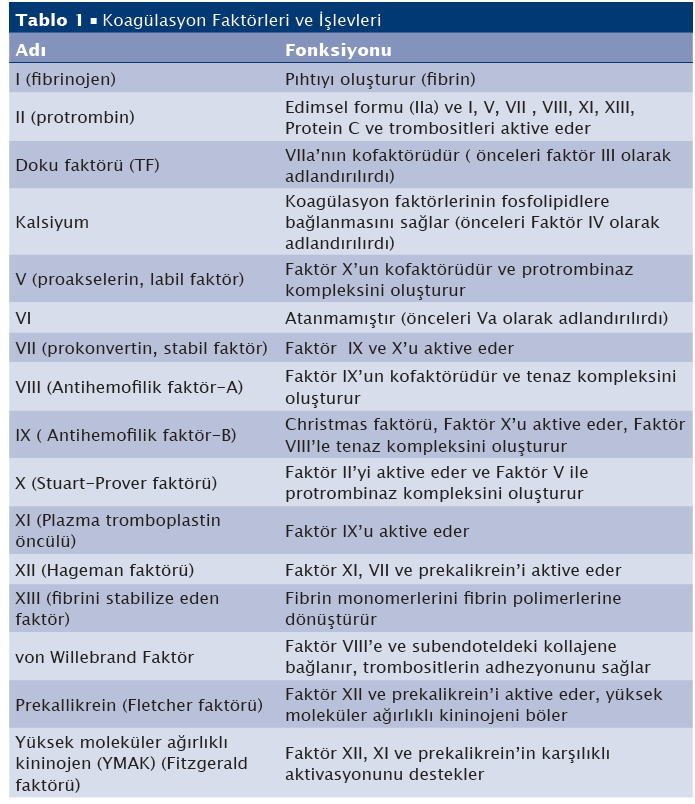 Tablo 1 ▪ Koagülasyon Faktörleri ve İşlevleri
Adı Fonksiyonu
I (fibrinojen) Pıhtıyı oluşturur (fibrin)
II (protrombin) Edimsel formu (IIa) ve I, V, VII , VIII, XI, XIII,
Protein C ve trombositleri aktive eder
Doku faktörü (TF) VIIa’nın kofaktörüdür ( önceleri faktör III olarak
adlandırılırdı)
Kalsiyum Koagülasyon faktörlerinin fosfolipidlere
bağlanmasını sağlar (önceleri Faktör IV olarak
adlandırılırdı)
V (proakselerin, labil faktör) Faktör X’un kofaktörüdür ve protrombinaz
kompleksini oluşturur
VI Atanmamıştır (önceleri Va olarak adlandırılırdı)
VII (prokonvertin, stabil faktör) Faktör IX ve X’u aktive eder
VIII (Antihemofilik faktör-A) Faktör IX’un kofaktörüdür ve tenaz kompleksini
oluşturur
IX ( Antihemofilik faktör-B) Christmas faktörü, Faktör X’u aktive eder, Faktör
VIII’le tenaz kompleksini oluşturur
X (Stuart-Prover faktörü) Faktör II’yi aktive eder ve Faktör V ile
protrombinaz kompleksini oluşturur
XI (Plazma tromboplastin
öncülü) Faktör IX’u aktive eder
XII (Hageman faktörü) Faktör XI, VII ve prekalikrein’i aktive eder
XIII (fibrini stabilize eden
faktör) Fibrin monomerlerini fibrin polimerlerine
dönüştürür
von Willebrand Faktör Faktör VIII’e ve subendoteldeki kollajene
bağlanır, trombositlerin adhezyonunu sağlar
Prekallikrein (Fletcher faktörü) Faktör XII ve prekalikrein’i aktive eder, yüksek
moleküler ağırlıklı kininojeni böler
Yüksek moleküler ağırlıklı
kininojen (YMAK) (Fitzgerald
faktörü) Faktör XII, XI ve prekalikrein’in karşılıklı
aktivasyonunu destekler